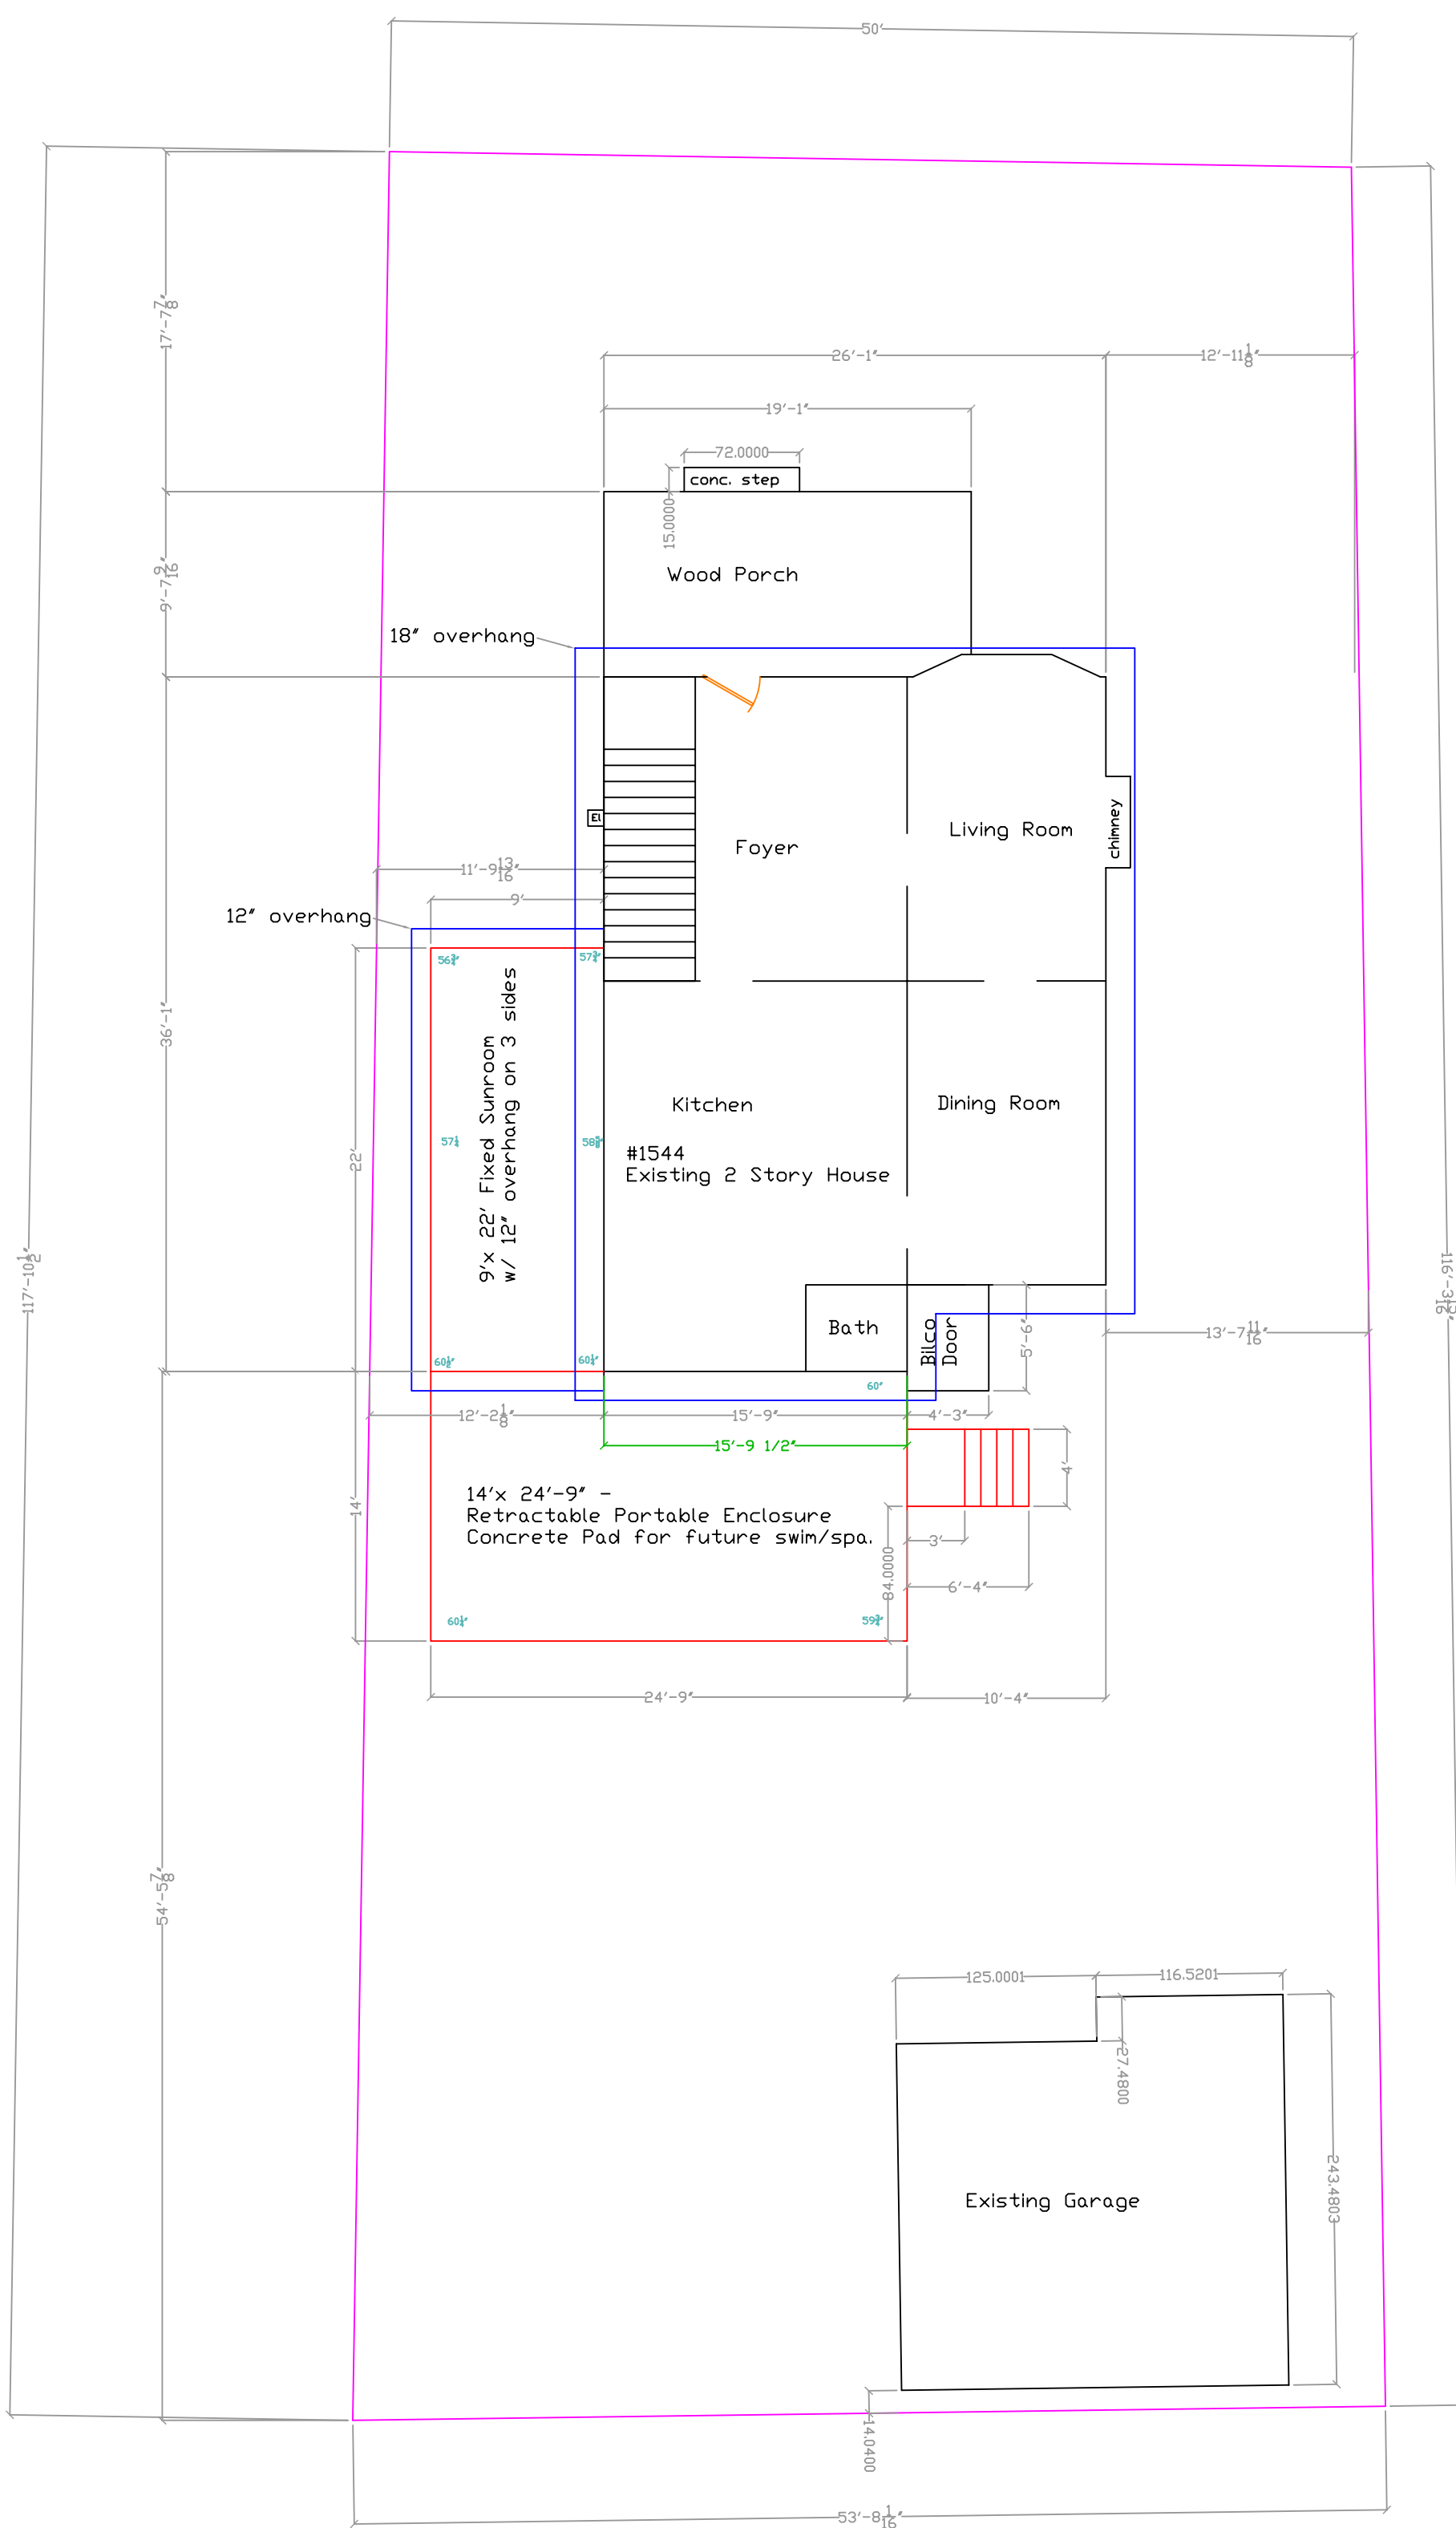 50'
17'-7 7/8"
26'-1"
12'-11 1/8"
19'-1"
72.0000
conc. step
15.0000
9'-7 9/16"
Wood Porch
18" overhang
El
chimney
Living Room
Foyer
11'-9 13/16"
9'
12" overhang
56 3/4"
57 3/4"
36'-1"
9'x 22' Fixed Sunroom
w/ 12" overhang on 3 sides
Kitchen
Dining Room
57 1/4"
58 5/8"
#1544
Existing 2 Story House
22'
117'-10 1/2"
Bath
Bilco
Door
5'-6"
13'-7 11/16"
60 1/2"
60 1/4"
60"
12'-2 1/8"
15'-9"
4'-3"
15'-9 1/2"
4'
14'
14'x 24'-9" -
Retractable Portable Enclosure
Concrete Pad for future swim/spa.
3'
84.0000
6'-4"
60 1/4"
59 3/4"
24'-9"
10'-4"
54'-5 7/8"
125.0001
116.5201
27.4800
243.4803
Existing Garage
14.0400
53'-8 1/16"